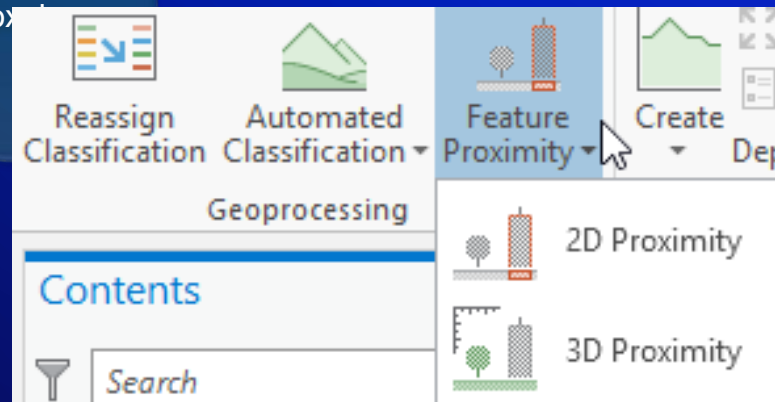 Reassign Classification
Automated Classification
Feature Proximity
Create
Geoprocessing
2D Proximity
3D Proximity
Contents
Search